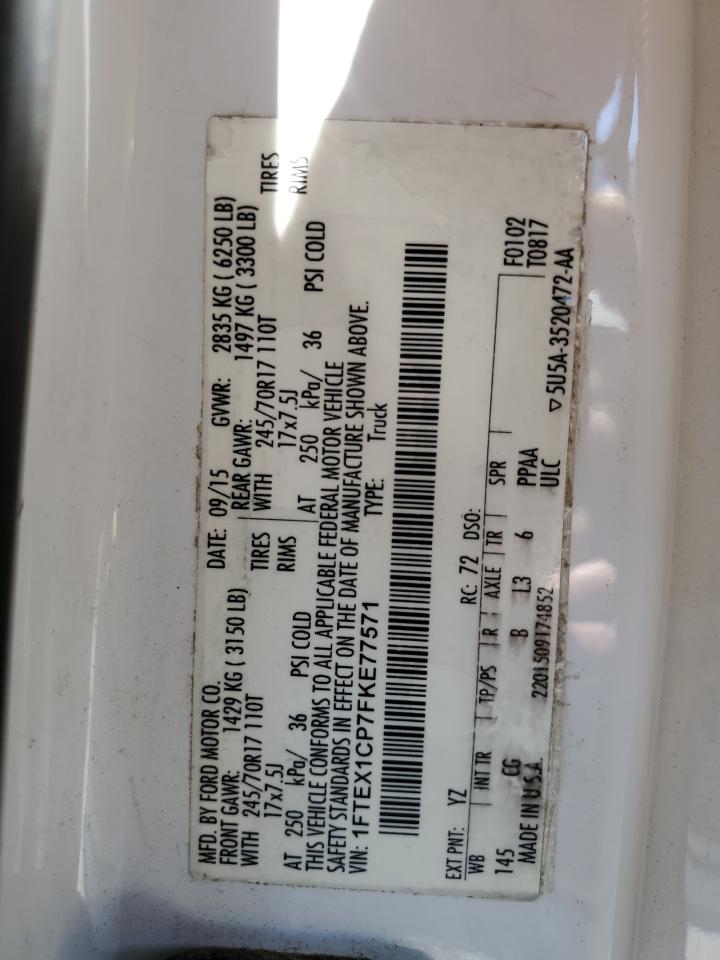 MFD. BY FORD MOTOR CO.
DATE: 09/15 GVWR: 2835 KG ( 6250 LB)
FRONT GAWR: 1429 KG ( 3150 LB) REAR GAWR: 1497 KG ( 3300 LB)
WITH 245/70R17 110T TIRES WITH 245/70R17 110T TIRES
17x7.5J RIMS 17x7.5J RIMS
AT 250 kPa/ 36 PSI COLD AT 250 kPa/ 36 PSI COLD
THIS VEHICLE CONFORMS TO ALL APPLICABLE FEDERAL MOTOR VEHICLE
SAFETY STANDARDS IN EFFECT ON THE DATE OF MANUFACTURE SHOWN ABOVE.
VIN: 1FTEX1CP7FKE77571 TYPE: Truck
EXT PNT: YZ RC: 72 DSO: F0102
WB INT TR TP/PS R AXLE TR SPR T0817
145 CG B L3 6 PPAA
MADE IN U.S.A. 2201509174852 ULC
▽ 5U5A-3520472-AA